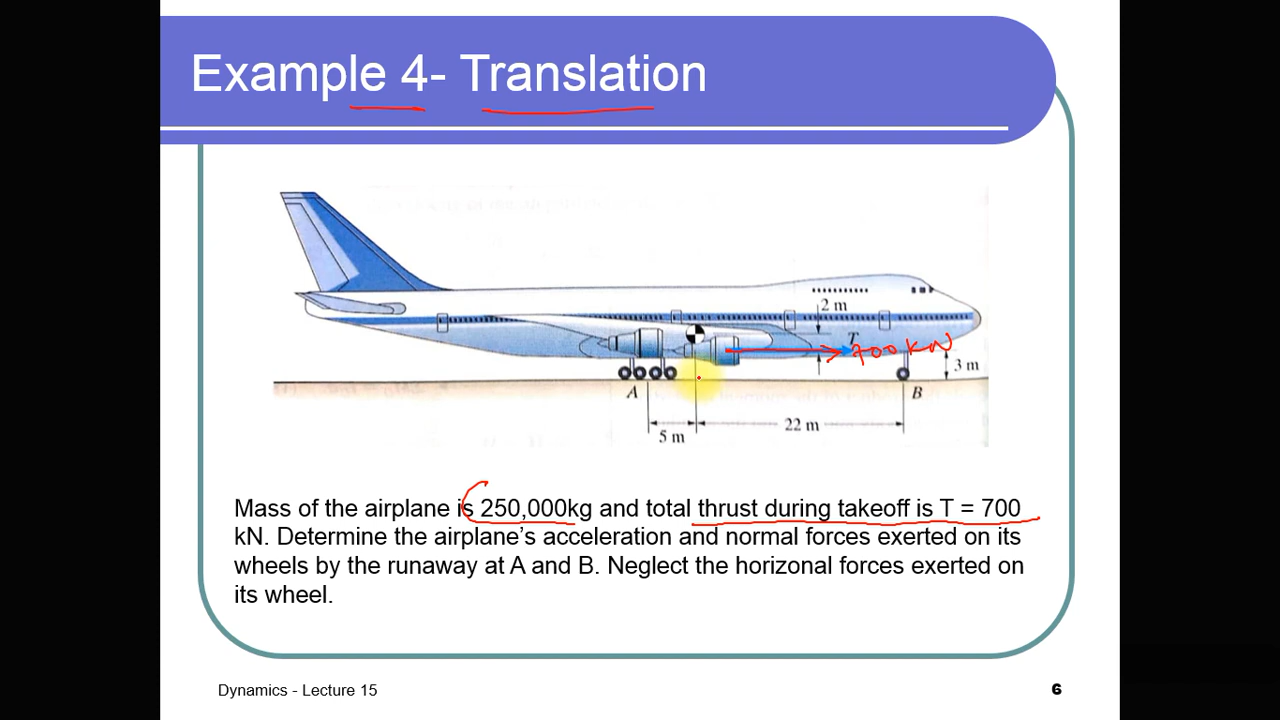 Example 4- Translation
2 m
T
700 kN
3 m
A
B
5 m
22 m
Mass of the airplane is 250,000kg and total thrust during takeoff is T = 700
kN. Determine the airplane's acceleration and normal forces exerted on its
wheels by the runaway at A and B. Neglect the horizonal forces exerted on
its wheel.
Dynamics - Lecture 15
6